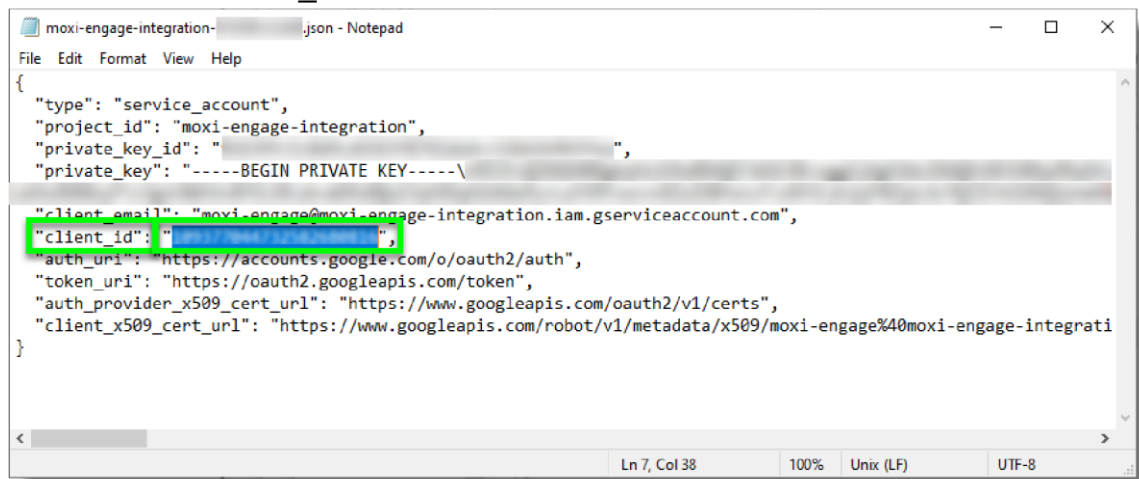 moxi-engage-integration- .json - Notepad
File Edit Format View Help
{
"type": "service_account",
"project_id": "moxi-engage-integration",
"private_key_id": " ",
"private_key": "-----BEGIN PRIVATE KEY-----\
"client_email": "moxi-engage@moxi-engage-integration.iam.gserviceaccount.com",
"client_id": " ",
"auth_uri": "https://accounts.google.com/o/oauth2/auth",
"token_uri": "https://oauth2.googleapis.com/token",
"auth_provider_x509_cert_url": "https://www.googleapis.com/oauth2/v1/certs",
"client_x509_cert_url": "https://www.googleapis.com/robot/v1/metadata/x509/moxi-engage%40moxi-engage-integrati
}
Ln 7, Col 38 100% Unix (LF) UTF-8